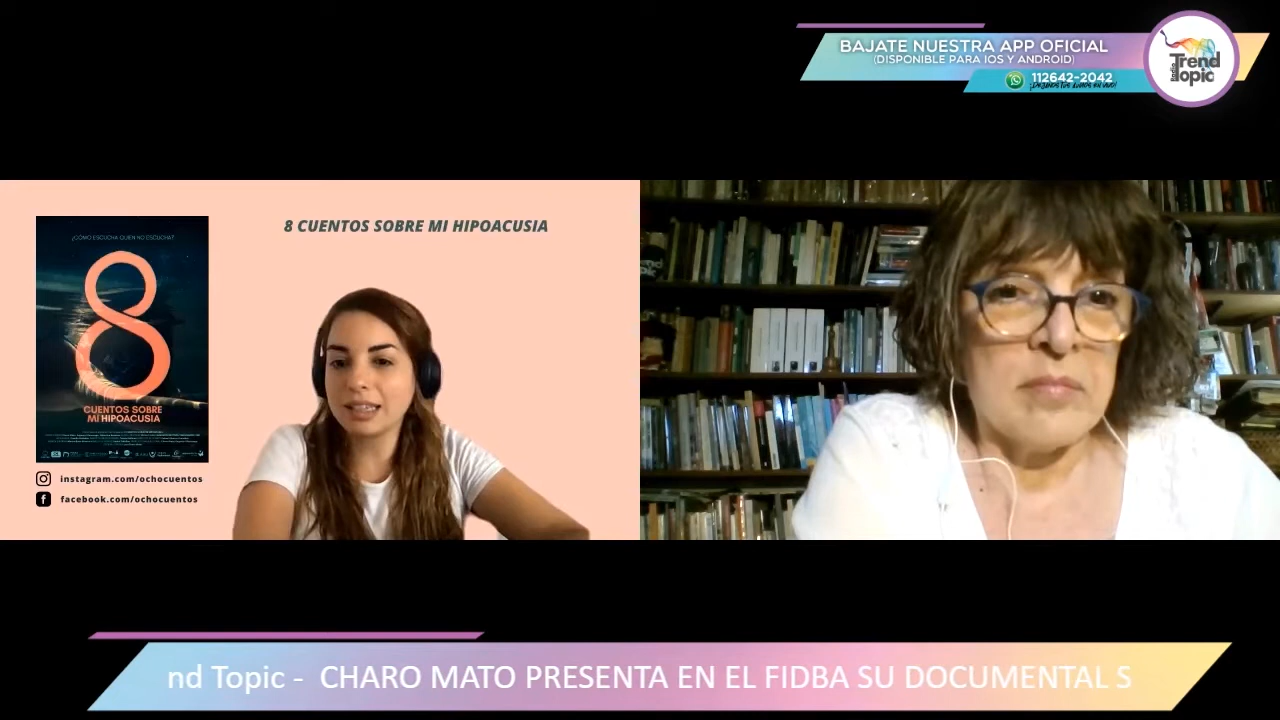 BAJATE NUESTRA APP OFICIAL
(DISPONIBLE PARA IOS Y ANDROID)
112642-2042
Radio
Trend
Topic
8 CUENTOS SOBRE MI HIPOACUSIA
¿CÓMO ESCUCHA QUIEN NO ESCUCHA?
8
CUENTOS SOBRE
MI HIPOACUSIA
instagram.com/ochocuentos
facebook.com/ochocuentos
nd Topic - CHARO MATO PRESENTA EN EL FIDBA SU DOCUMENTAL S